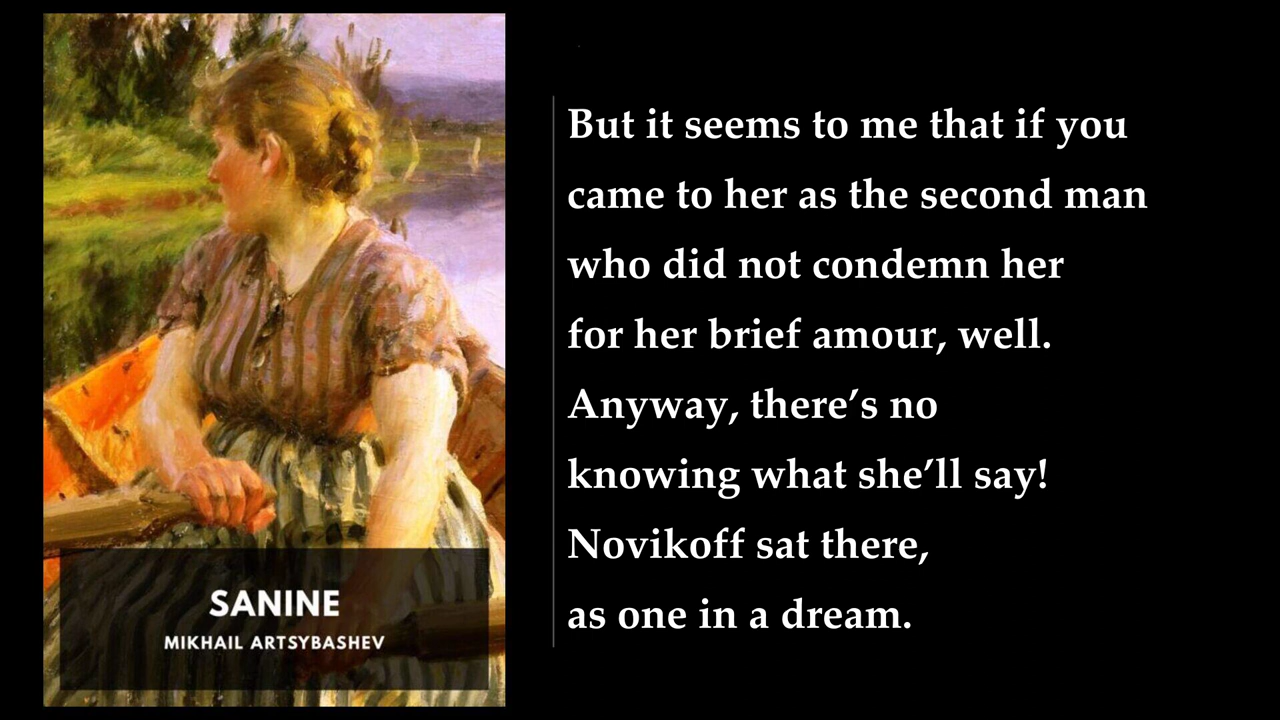 SANINE
MIKHAIL ARTSYBASHEV
But it seems to me that if you
came to her as the second man
who did not condemn her
for her brief amour, well.
Anyway, there’s no
knowing what she’ll say!
Novikoff sat there,
as one in a dream.